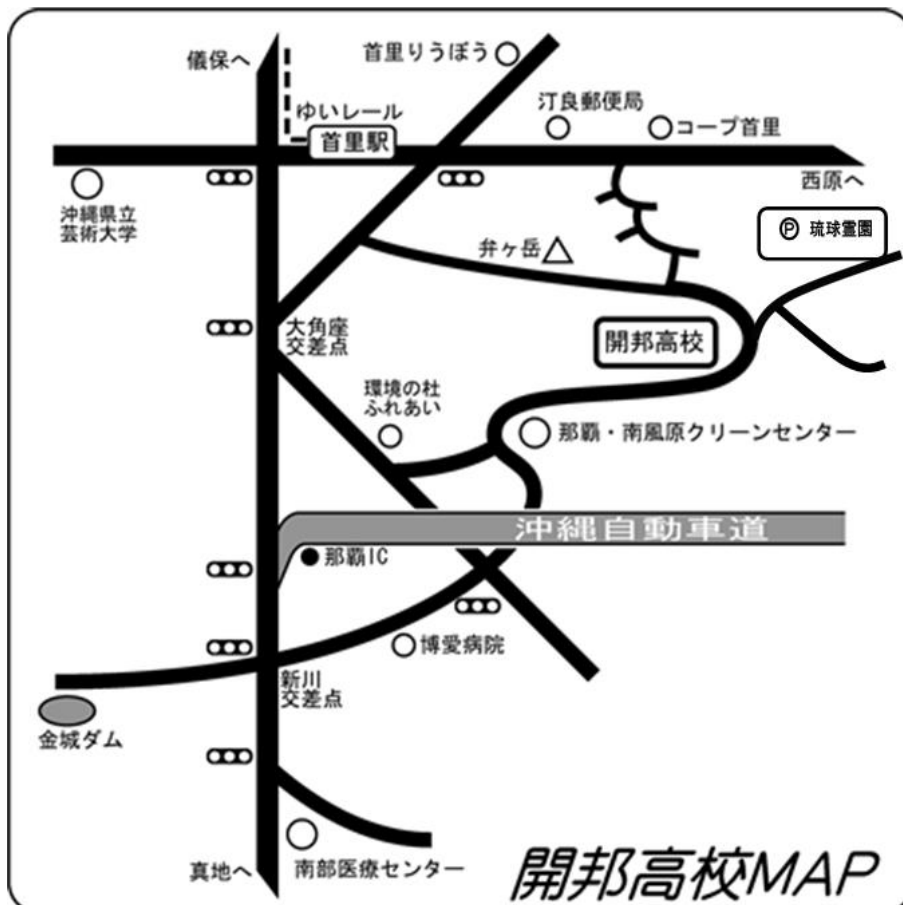 儀保へ
首里りうぼう
ゆいレール
首里駅
汀良郵便局
コープ首里
西原へ
沖縄県立
芸術大学
弁ヶ岳
Ⓟ 琉球霊園
大角座
交差点
開邦高校
環境の杜
ふれあい
那覇・南風原クリーンセンター
沖縄自動車道
那覇IC
博愛病院
新川
交差点
金城ダム
真地へ
南部医療センター
開邦高校MAP